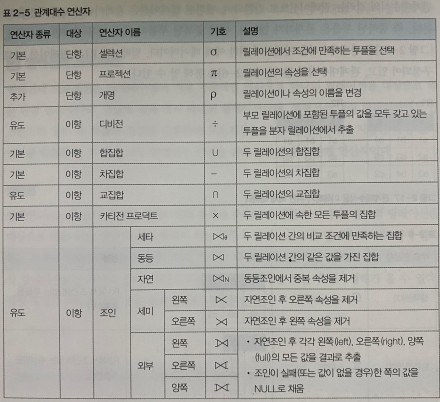 표 2-5 관계대수 연산자
연산자 종류 대상 연산자 이름 기호 설명
기본 단항 셀렉션 σ 릴레이션에서 조건에 만족하는 투플을 선택
기본 단항 프로젝션 π 릴레이션의 속성을 선택
추가 단항 개명 ρ 릴레이션이나 속성의 이름을 변경
유도 이항 디비전 ÷ 부모 릴레이션에 포함된 투플의 값을 모두 갖고 있는
투플을 분자 릴레이션에서 추출
기본 이항 합집합 ∪ 두 릴레이션의 합집합
기본 이항 차집합 − 두 릴레이션의 차집합
유도 이항 교집합 ∩ 두 릴레이션의 교집합
기본 이항 카티전 프로덕트 × 두 릴레이션에 속한 모든 투플의 집합
유도 이항 조인
세타 ⋈θ 두 릴레이션 간의 비교 조건에 만족하는 집합
동등 ⋈ 두 릴레이션 간의 같은 값을 가진 집합
자연 ⋈N 동등조인에서 중복 속성을 제거
세미 왼쪽 ⋉ 자연조인 후 오른쪽 속성을 제거
오른쪽 ⋊ 자연조인 후 왼쪽 속성을 제거
외부 왼쪽 ⟕ • 자연조인 후 각각 왼쪽(left), 오른쪽(right), 양쪽
(full)의 모든 값을 결과로 추출
오른쪽 ⟖ • 조인이 실패(또는 값이 없을 경우)한 쪽의 값을
양쪽 ⟗ NULL로 채움